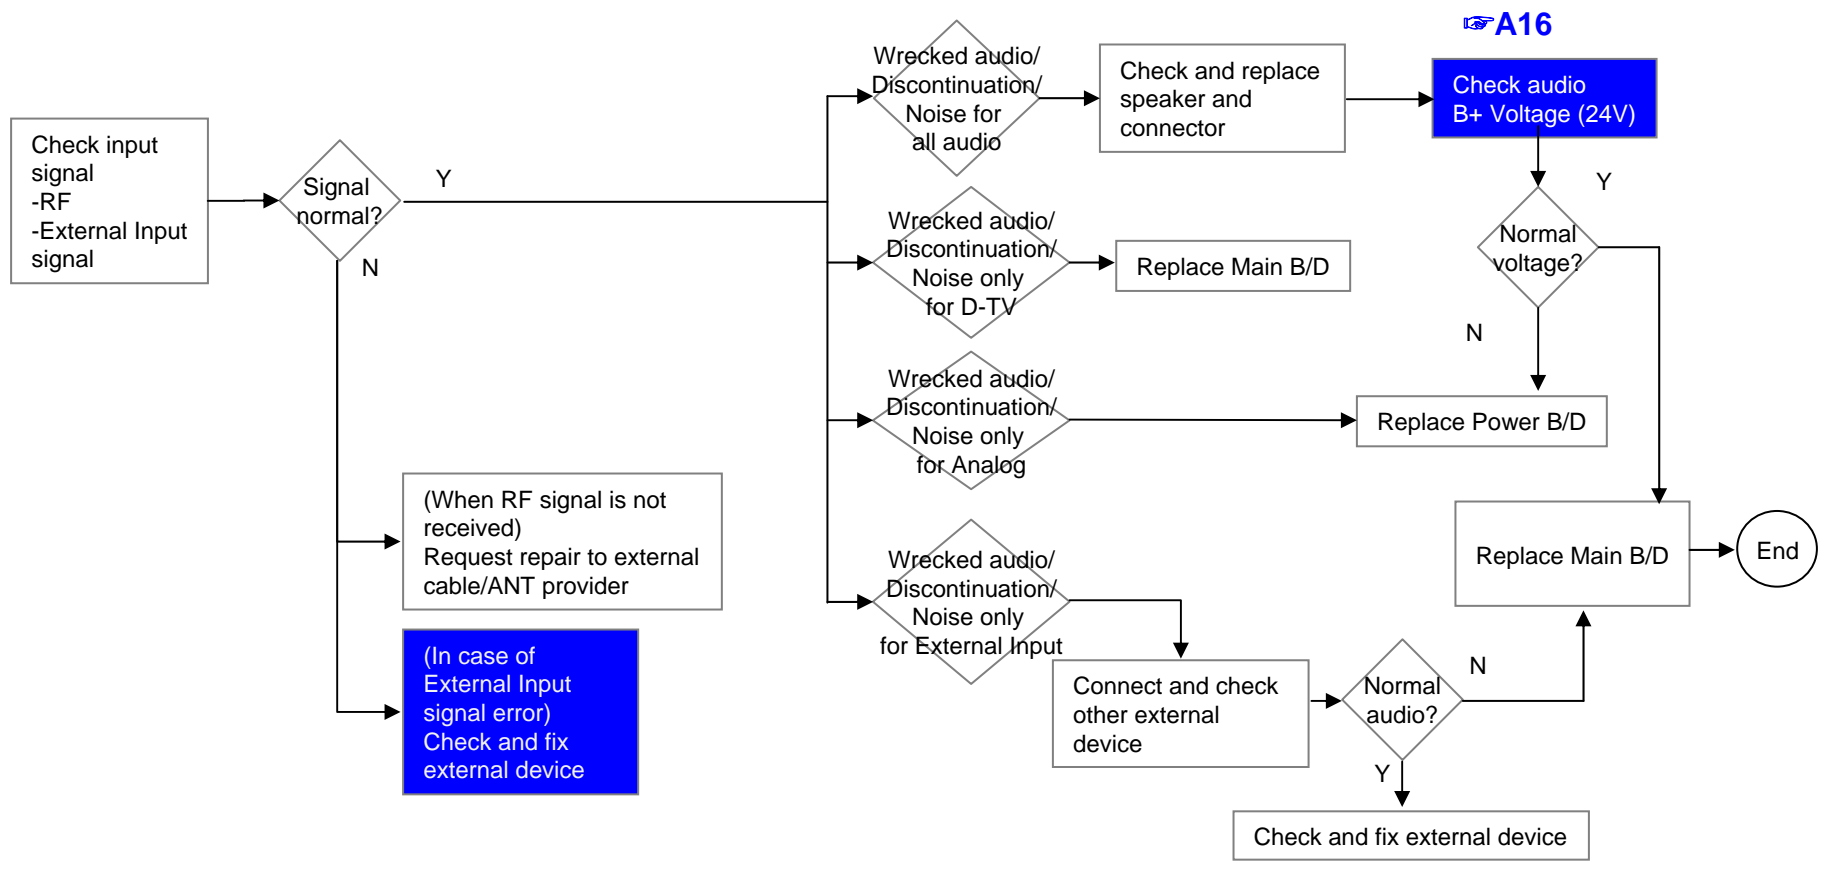 ☞A16
Check input
signal
-RF
-External Input
signal
Signal
normal?
Y
N
(When RF signal is not
received)
Request repair to external
cable/ANT provider
(In case of
External Input
signal error)
Check and fix
external device
Wrecked audio/
Discontinuation/
Noise for
all audio
Check and replace
speaker and
connector
Check audio
B+ Voltage (24V)
Y
Normal
voltage?
N
Wrecked audio/
Discontinuation/
Noise only
for D-TV
Replace Main B/D
Wrecked audio/
Discontinuation/
Noise only
for Analog
Replace Power B/D
Wrecked audio/
Discontinuation/
Noise only
for External Input
Connect and check
other external
device
Normal
audio?
N
Y
Check and fix external device
Replace Main B/D
End